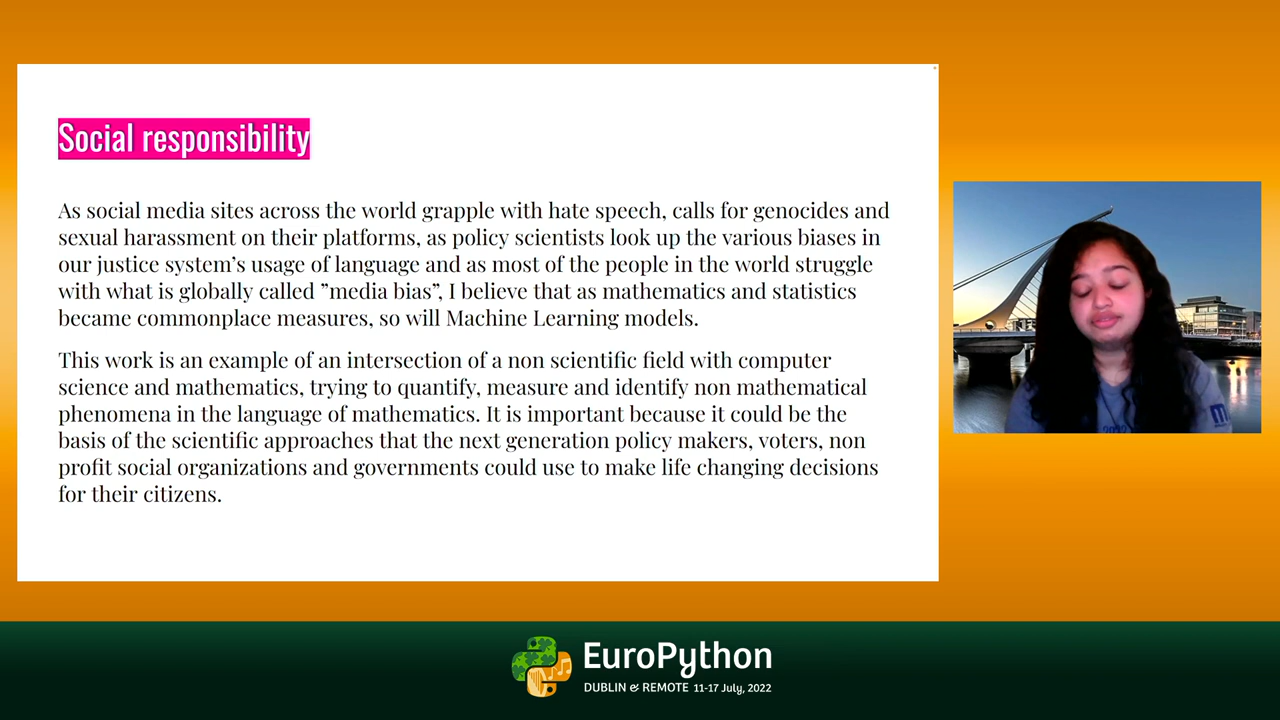 Social responsibility
As social media sites across the world grapple with hate speech, calls for genocides and
sexual harassment on their platforms, as policy scientists look up the various biases in
our justice system’s usage of language and as most of the people in the world struggle
with what is globally called ”media bias”, I believe that as mathematics and statistics
became commonplace measures, so will Machine Learning models.
This work is an example of an intersection of a non scientific field with computer
science and mathematics, trying to quantify, measure and identify non mathematical
phenomena in the language of mathematics. It is important because it could be the
basis of the scientific approaches that the next generation policy makers, voters, non
profit social organizations and governments could use to make life changing decisions
for their citizens.
EuroPython
DUBLIN & REMOTE 11-17 July, 2022